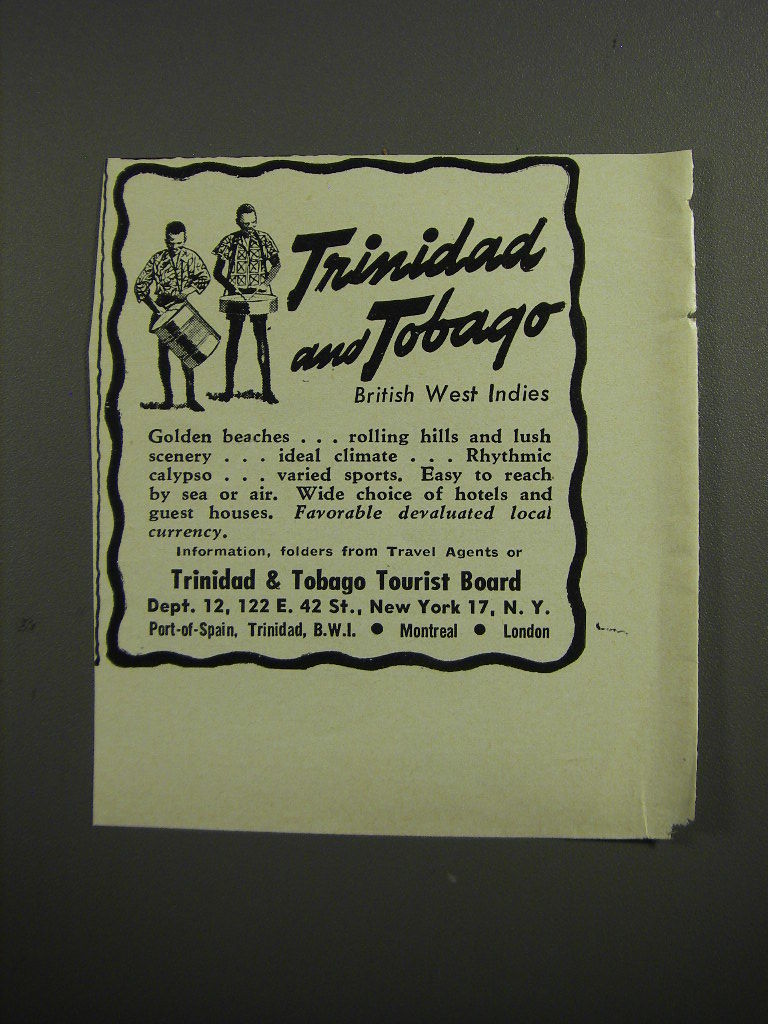 Trinidad
and Tobago
British West Indies
Golden beaches . . . rolling hills and lush
scenery . . . ideal climate . . . Rhythmic
calypso . . . varied sports. Easy to reach
by sea or air. Wide choice of hotels and
guest houses. Favorable devaluated local
currency.
Information, folders from Travel Agents or
Trinidad & Tobago Tourist Board
Dept. 12, 122 E. 42 St., New York 17, N. Y.
Port-of-Spain, Trinidad, B.W.I. ● Montreal ● London